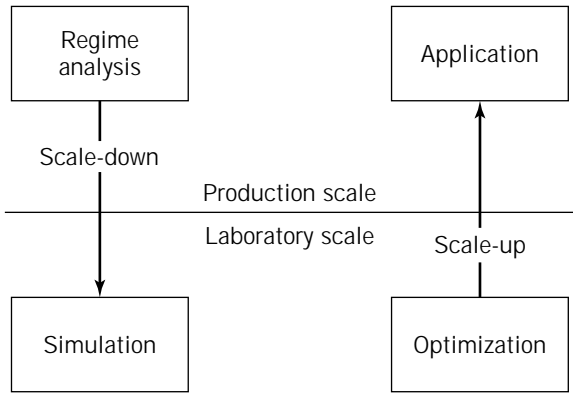 Regime
analysis
Application
Scale-down
Production scale
Laboratory scale
Scale-up
Simulation
Optimization